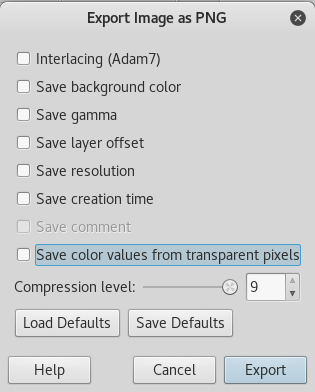 Export Image as PNG
Interlacing (Adam7)
Save background color
Save gamma
Save layer offset
Save resolution
Save creation time
Save comment
Save color values from transparent pixels
Compression level: 9
Load Defaults Save Defaults
Help Cancel Export